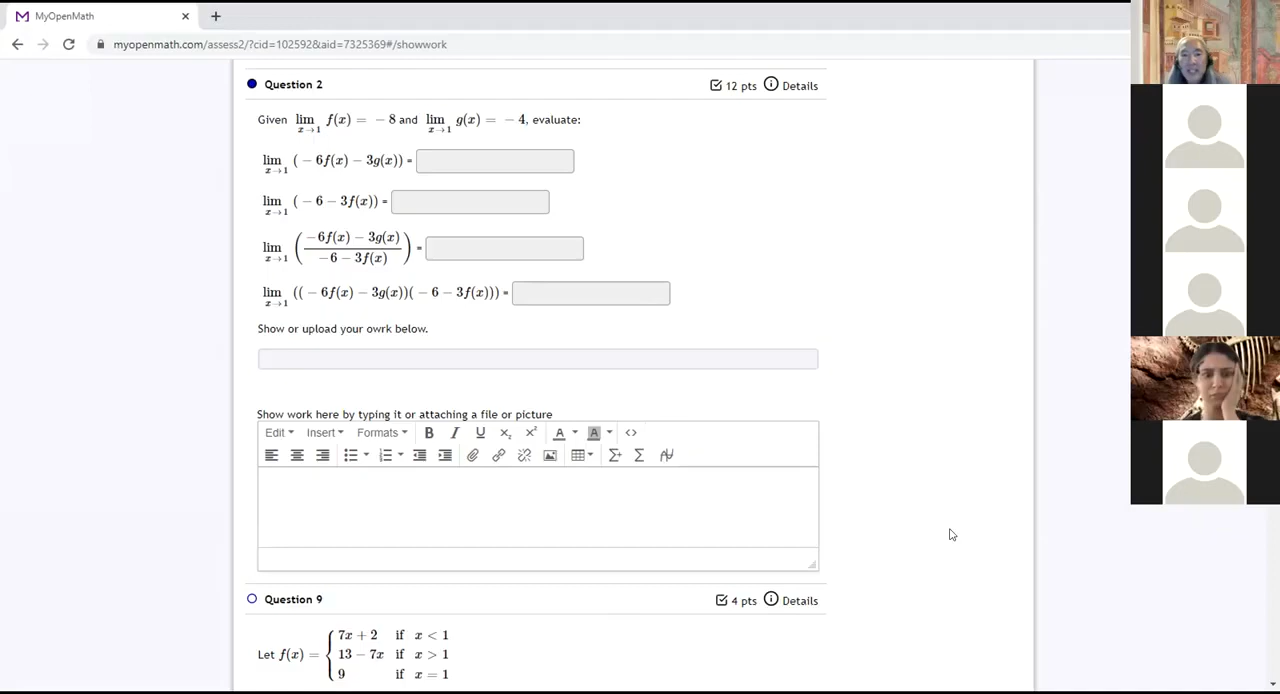 MyOpenMath
myopenmath.com/assess2/?cid=102592&aid=7325369#/showwork
Question 2 12 pts Details
Given lim x→1 f(x) = − 8 and lim x→1 g(x) = − 4, evaluate:
lim x→1 ( − 6f(x) − 3g(x)) =
lim x→1 ( − 6 − 3f(x)) =
lim x→1 ( (−6f(x) − 3g(x)) / (−6 − 3f(x)) ) =
lim x→1 (( − 6f(x) − 3g(x))( − 6 − 3f(x))) =
Show or upload your owrk below.
Show work here by typing it or attaching a file or picture
Edit Insert Formats B I U x₂ x² A A <>
Question 9 4 pts Details
Let f(x) = { 7x + 2 if x < 1
13 − 7x if x > 1
9 if x = 1